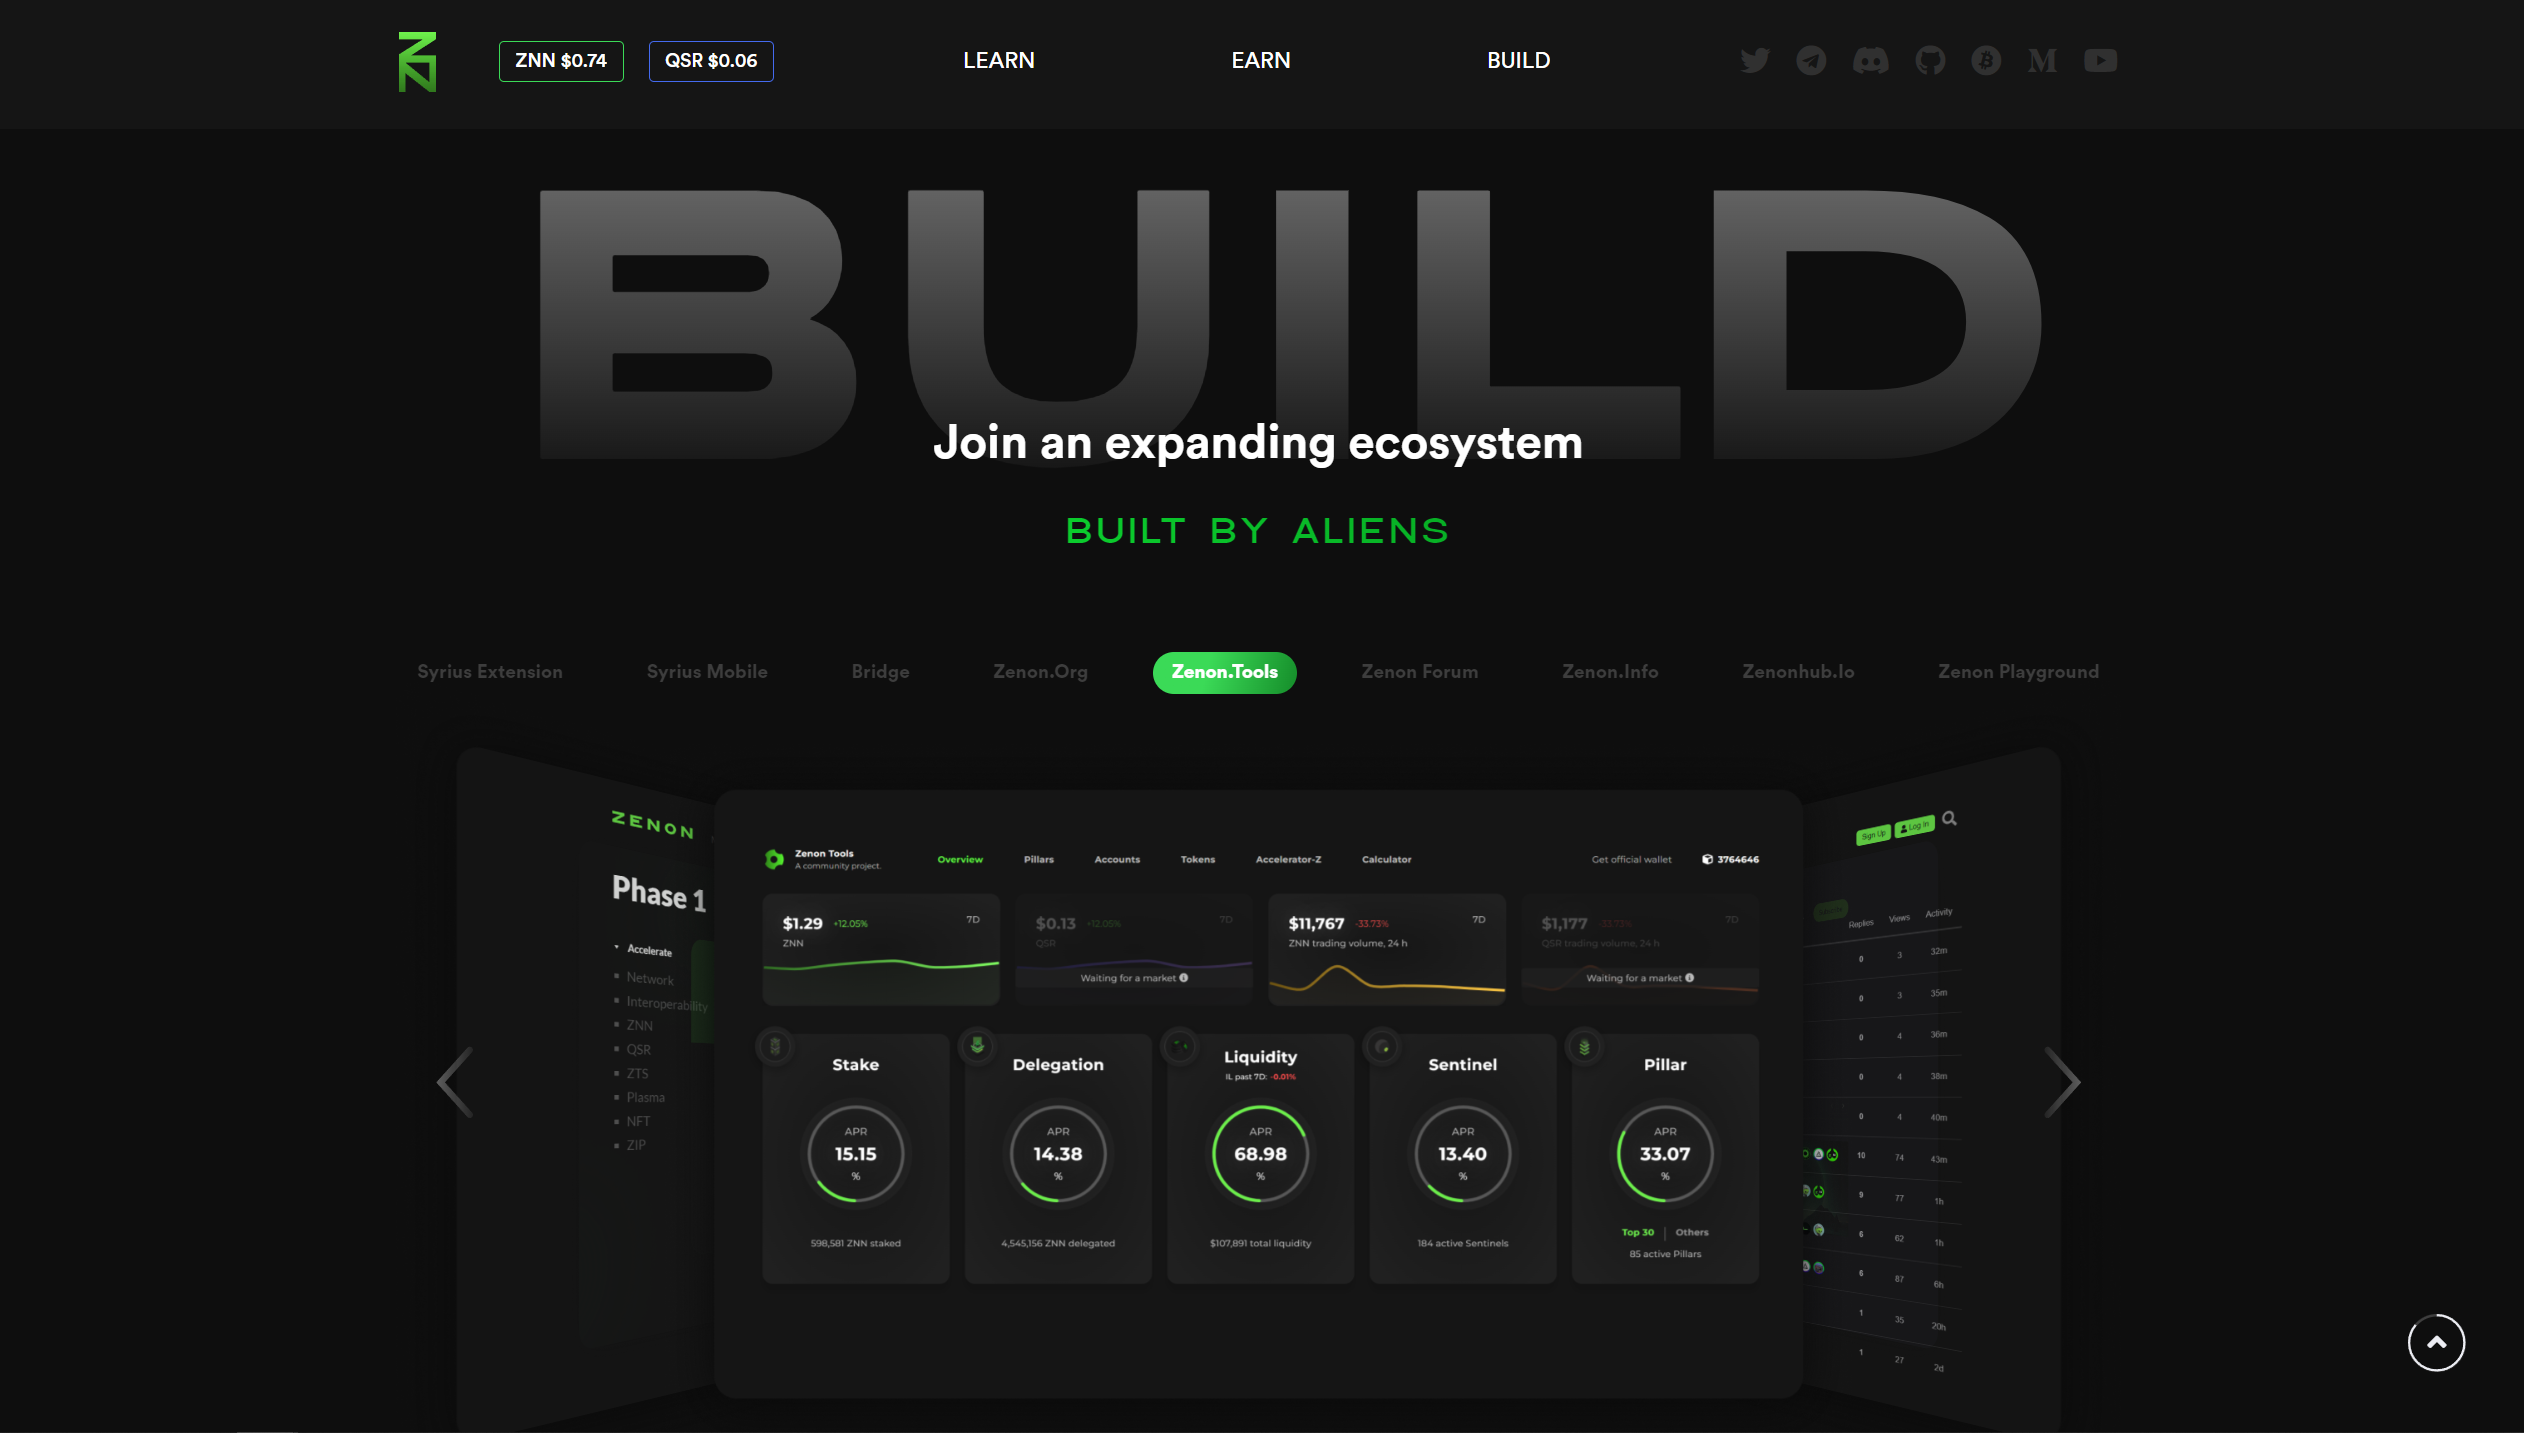 ZNN $0.74 QSR $0.06 LEARN EARN BUILD
BUILD
Join an expanding ecosystem
BUILT BY ALIENS
Syrius Extension Syrius Mobile Bridge Zenon.Org Zenon.Tools Zenon Forum Zenon.Info Zenonhub.Io Zenon Playground
ZENON
Phase 1
Accelerate
Network
Interoperability
ZNN
QSR
ZTS
Plasma
NFT
ZIP
Zenon Tools
A community project.
Overview Pillars Accounts Tokens Accelerator-Z Calculator Get official wallet 3764646
$1.29 +12.05% 7D
ZNN
$0.13 +12.05% 7D
QSR
Waiting for a market
$11,767 -33.73% 7D
ZNN trading volume, 24 h
$1,177 33.73% 7D
QSR trading volume, 24 h
Waiting for a market
Stake
APR
15.15
%
598,581 ZNN staked
Delegation
APR
14.38
%
4,545,156 ZNN delegated
Liquidity
IL past 7D: -0.01%
APR
68.98
%
$107,891 total liquidity
Sentinel
APR
13.40
%
184 active Sentinels
Pillar
APR
33.07
%
Top 30 | Others
85 active Pillars
Sign Up Log In
Replies Views Activity
0 3 32m
0 3 35m
0 4 36m
0 4 38m
0 4 40m
10 74 43m
9 77 1h
6 62 1h
6 87 6h
1 35 20h
1 27 2d